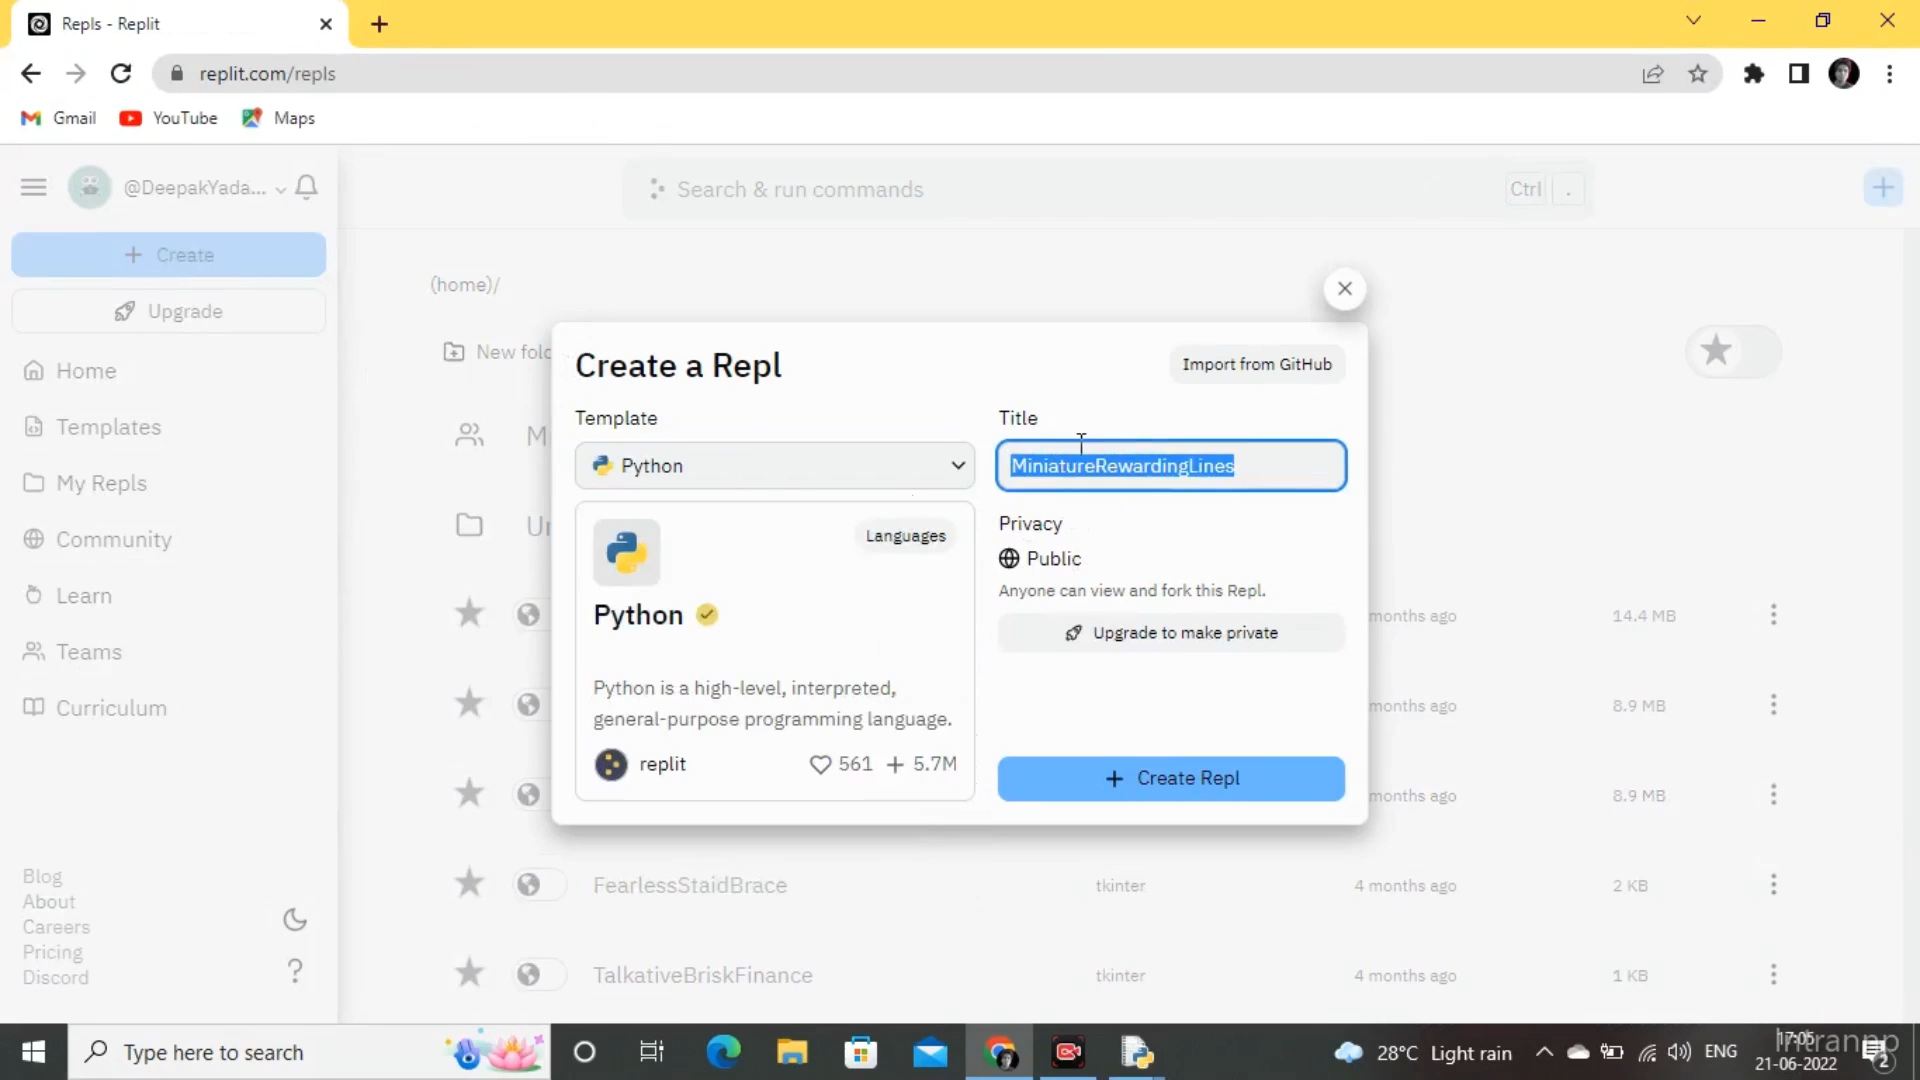 Repls - Replit
replit.com/repls
Gmail YouTube Maps
@DeepakYada...
Search & run commands Ctrl .
+ Create
Upgrade
Home
Templates
My Repls
Community
Learn
Teams
Curriculum
Blog
About
Careers
Pricing
Discord
?
(home)/
New fold
M
Un
Create a Repl
Import from GitHub
Template
Python
Languages
Python
Python is a high-level, interpreted,
general-purpose programming language.
replit 561 + 5.7M
Title
MiniatureRewardingLines
Privacy
Public
Anyone can view and fork this Repl.
Upgrade to make private
+ Create Repl
months ago 14.4 MB
months ago 8.9 MB
months ago 8.9 MB
FearlessStaidBrace tkinter 4 months ago 2 KB
TalkativeBriskFinance tkinter 4 months ago 1 KB
Type here to search
28°C Light rain
ENG
17:05
21-06-2022
2